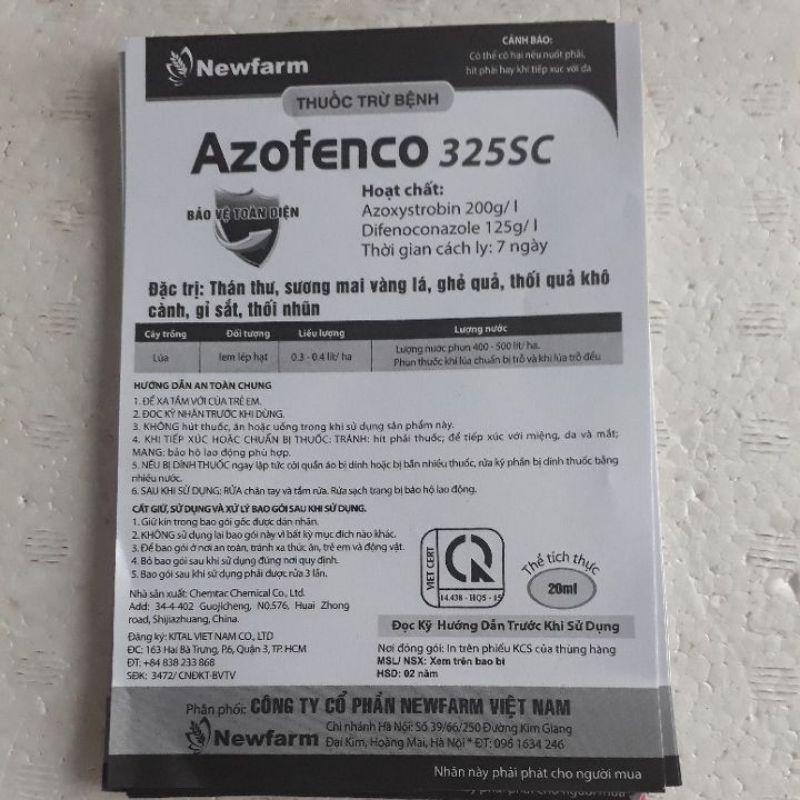 Newfarm
CẢNH BÁO:
Có thể có hại nếu nuốt phải,
hít phải hay khi tiếp xúc với da
THUỐC TRỪ BỆNH
Azofenco 325SC
BẢO VỆ TOÀN DIỆN
Hoạt chất:
Azoxystrobin 200g/ l
Difenoconazole 125g/ l
Thời gian cách ly: 7 ngày
Đặc trị: Thán thư, sương mai vàng lá, ghẻ quả, thối quả khô
cành, gỉ sắt, thối nhũn
Cây trồng Đối tượng Liều lượng Lượng nước
Lúa lem lép hạt 0.3 - 0.4 lít/ ha Lượng nước phun 400 - 500 lít/ ha.
Phun thuốc khi lúa chuẩn bị trỗ và khi lúa trỗ đều
HƯỚNG DẪN AN TOÀN CHUNG
1. ĐỂ XA TẦM VỚI CỦA TRẺ EM.
2. ĐỌC KỸ NHÃN TRƯỚC KHI DÙNG.
3. KHÔNG hút thuốc, ăn hoặc uống trong khi sử dụng sản phẩm này.
4. KHI TIẾP XÚC HOẶC CHUẨN BỊ THUỐC: TRÁNH: hít phải thuốc; để tiếp xúc với miệng, da và mắt;
MANG: bảo hộ lao động phù hợp.
5. NẾU BỊ DÍNH THUỐC ngay lập tức cởi quần áo bị dính hoặc bị bắn nhiều thuốc, rửa kỹ phần bị dính thuốc bằng
nhiều nước.
6. SAU KHI SỬ DỤNG: RỬA chân tay và tắm rửa. Rửa sạch trang bị bảo hộ lao động.
CẤT GIỮ, SỬ DỤNG VÀ XỬ LÝ BAO GÓI SAU KHI SỬ DỤNG.
1. Giữ kín trong bao gói gốc được dán nhãn.
2. KHÔNG sử dụng lại bao gói này vì bất kỳ mục đích nào khác.
3. Để bao gói ở nơi an toàn, tránh xa thức ăn, trẻ em và động vật.
4. Bỏ bao gói sau khi sử dụng đúng nơi quy định.
5. Bao gói sau khi sử dụng phải được rửa 3 lần.
VIET CERT
14.438 - HQ5 - 15
Thể tích thực
20ml
Nhà sản xuất: Chemtac Chemical Co., Ltd.
Add: 34-4-402 Guojicheng, N0.576, Huai Zhong
road, Shijiazhuang, China.
Đăng ký: KITAL VIET NAM CO., LTD
ĐC: 163 Hai Bà Trưng, P.6, Quận 3, TP. HCM
ĐT: +84 838 233 868
SĐK: 3472/ CNĐKT-BVTV
Đọc Kỹ Hướng Dẫn Trước Khi Sử Dụng
Nơi đóng gói: In trên phiếu KCS của thùng hàng
MSL/ NSX: Xem trên bao bì
HSD: 02 năm
Phân phối: CÔNG TY CỔ PHẦN NEWFARM VIỆT NAM
Newfarm
Chi nhánh Hà Nội: Số 39/66/250 Đường Kim Giang
Đại Kim, Hoàng Mai, Hà Nội * ĐT: 096 1634 246
Nhãn này phải phát cho người mua